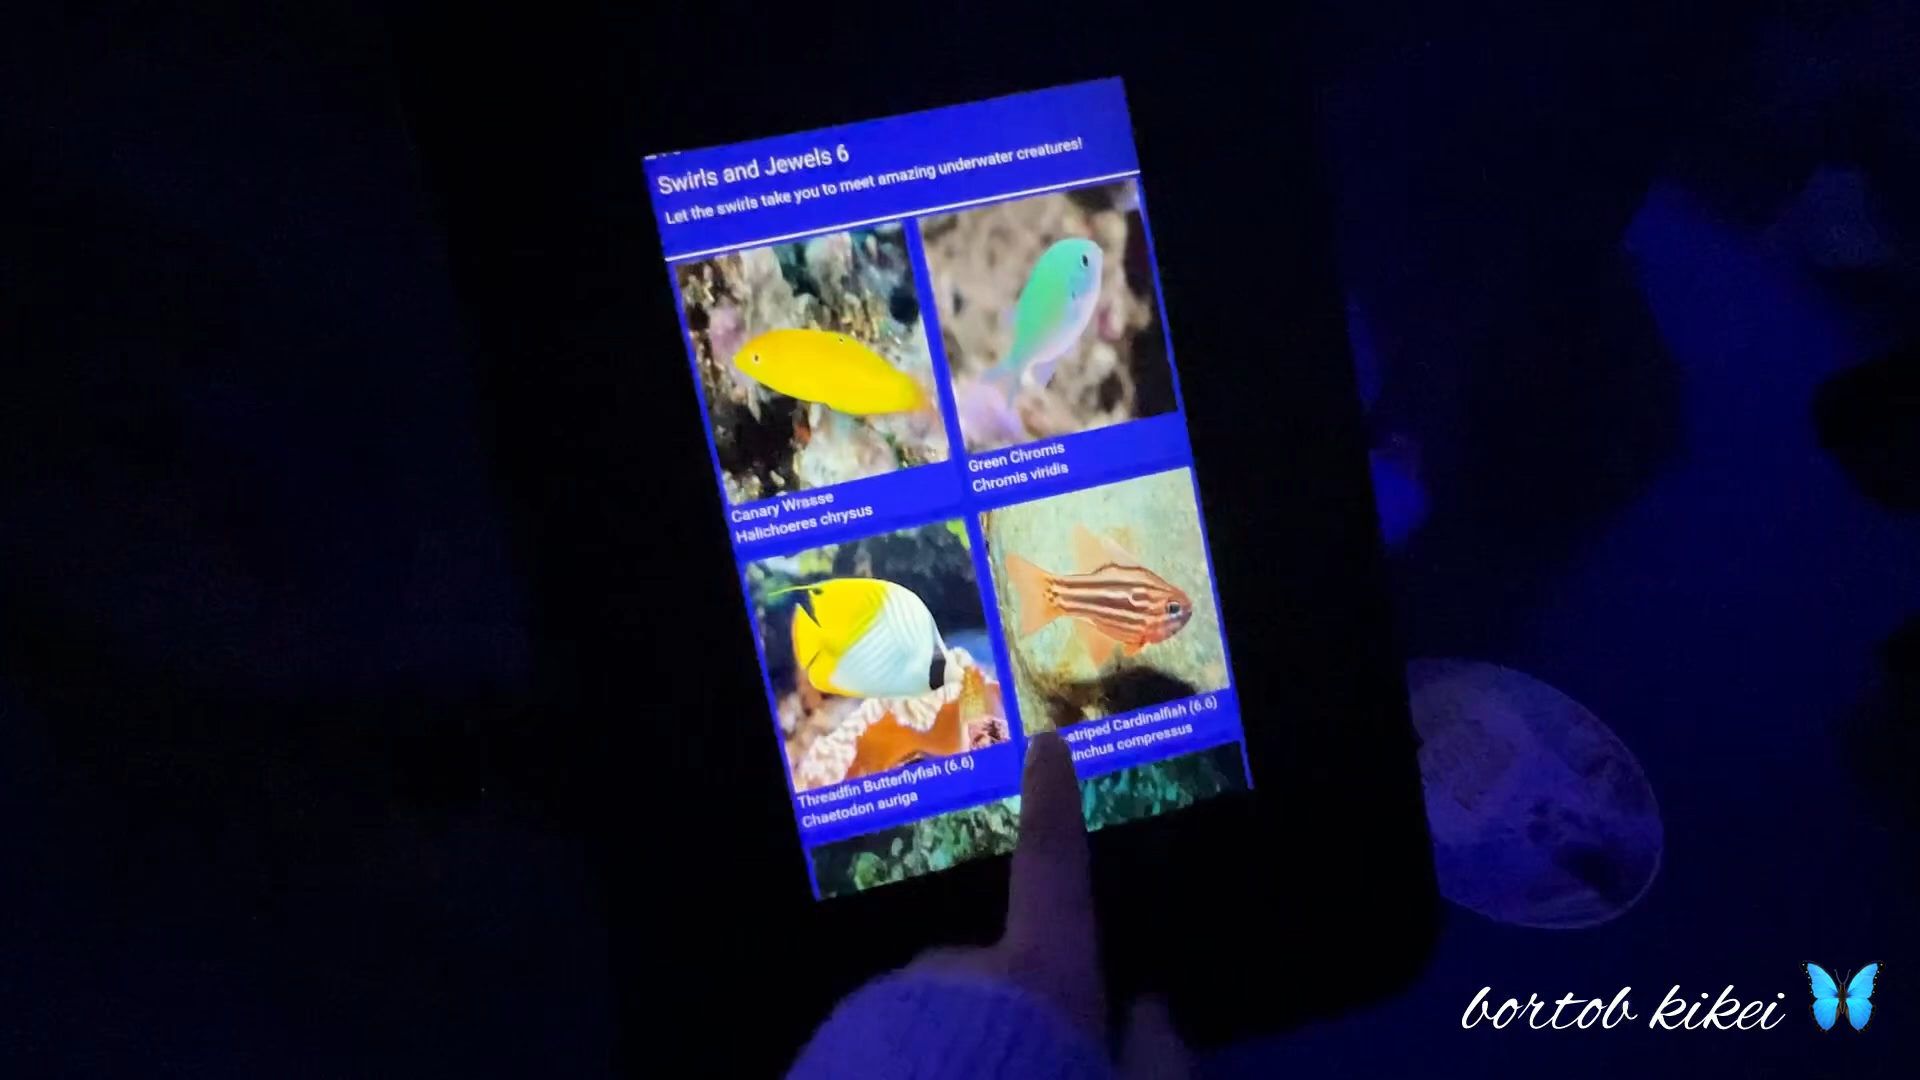 Swirls and Jewels 6
Let the swirls take you to meet amazing underwater creatures!
Canary Wrasse
Halichoeres chrysus
Green Chromis
Chromis viridis
Threadfin Butterflyfish (6.6)
Chaetodon auriga
-striped Cardinalfish (6.6)
inchus compressus
bortob kikei